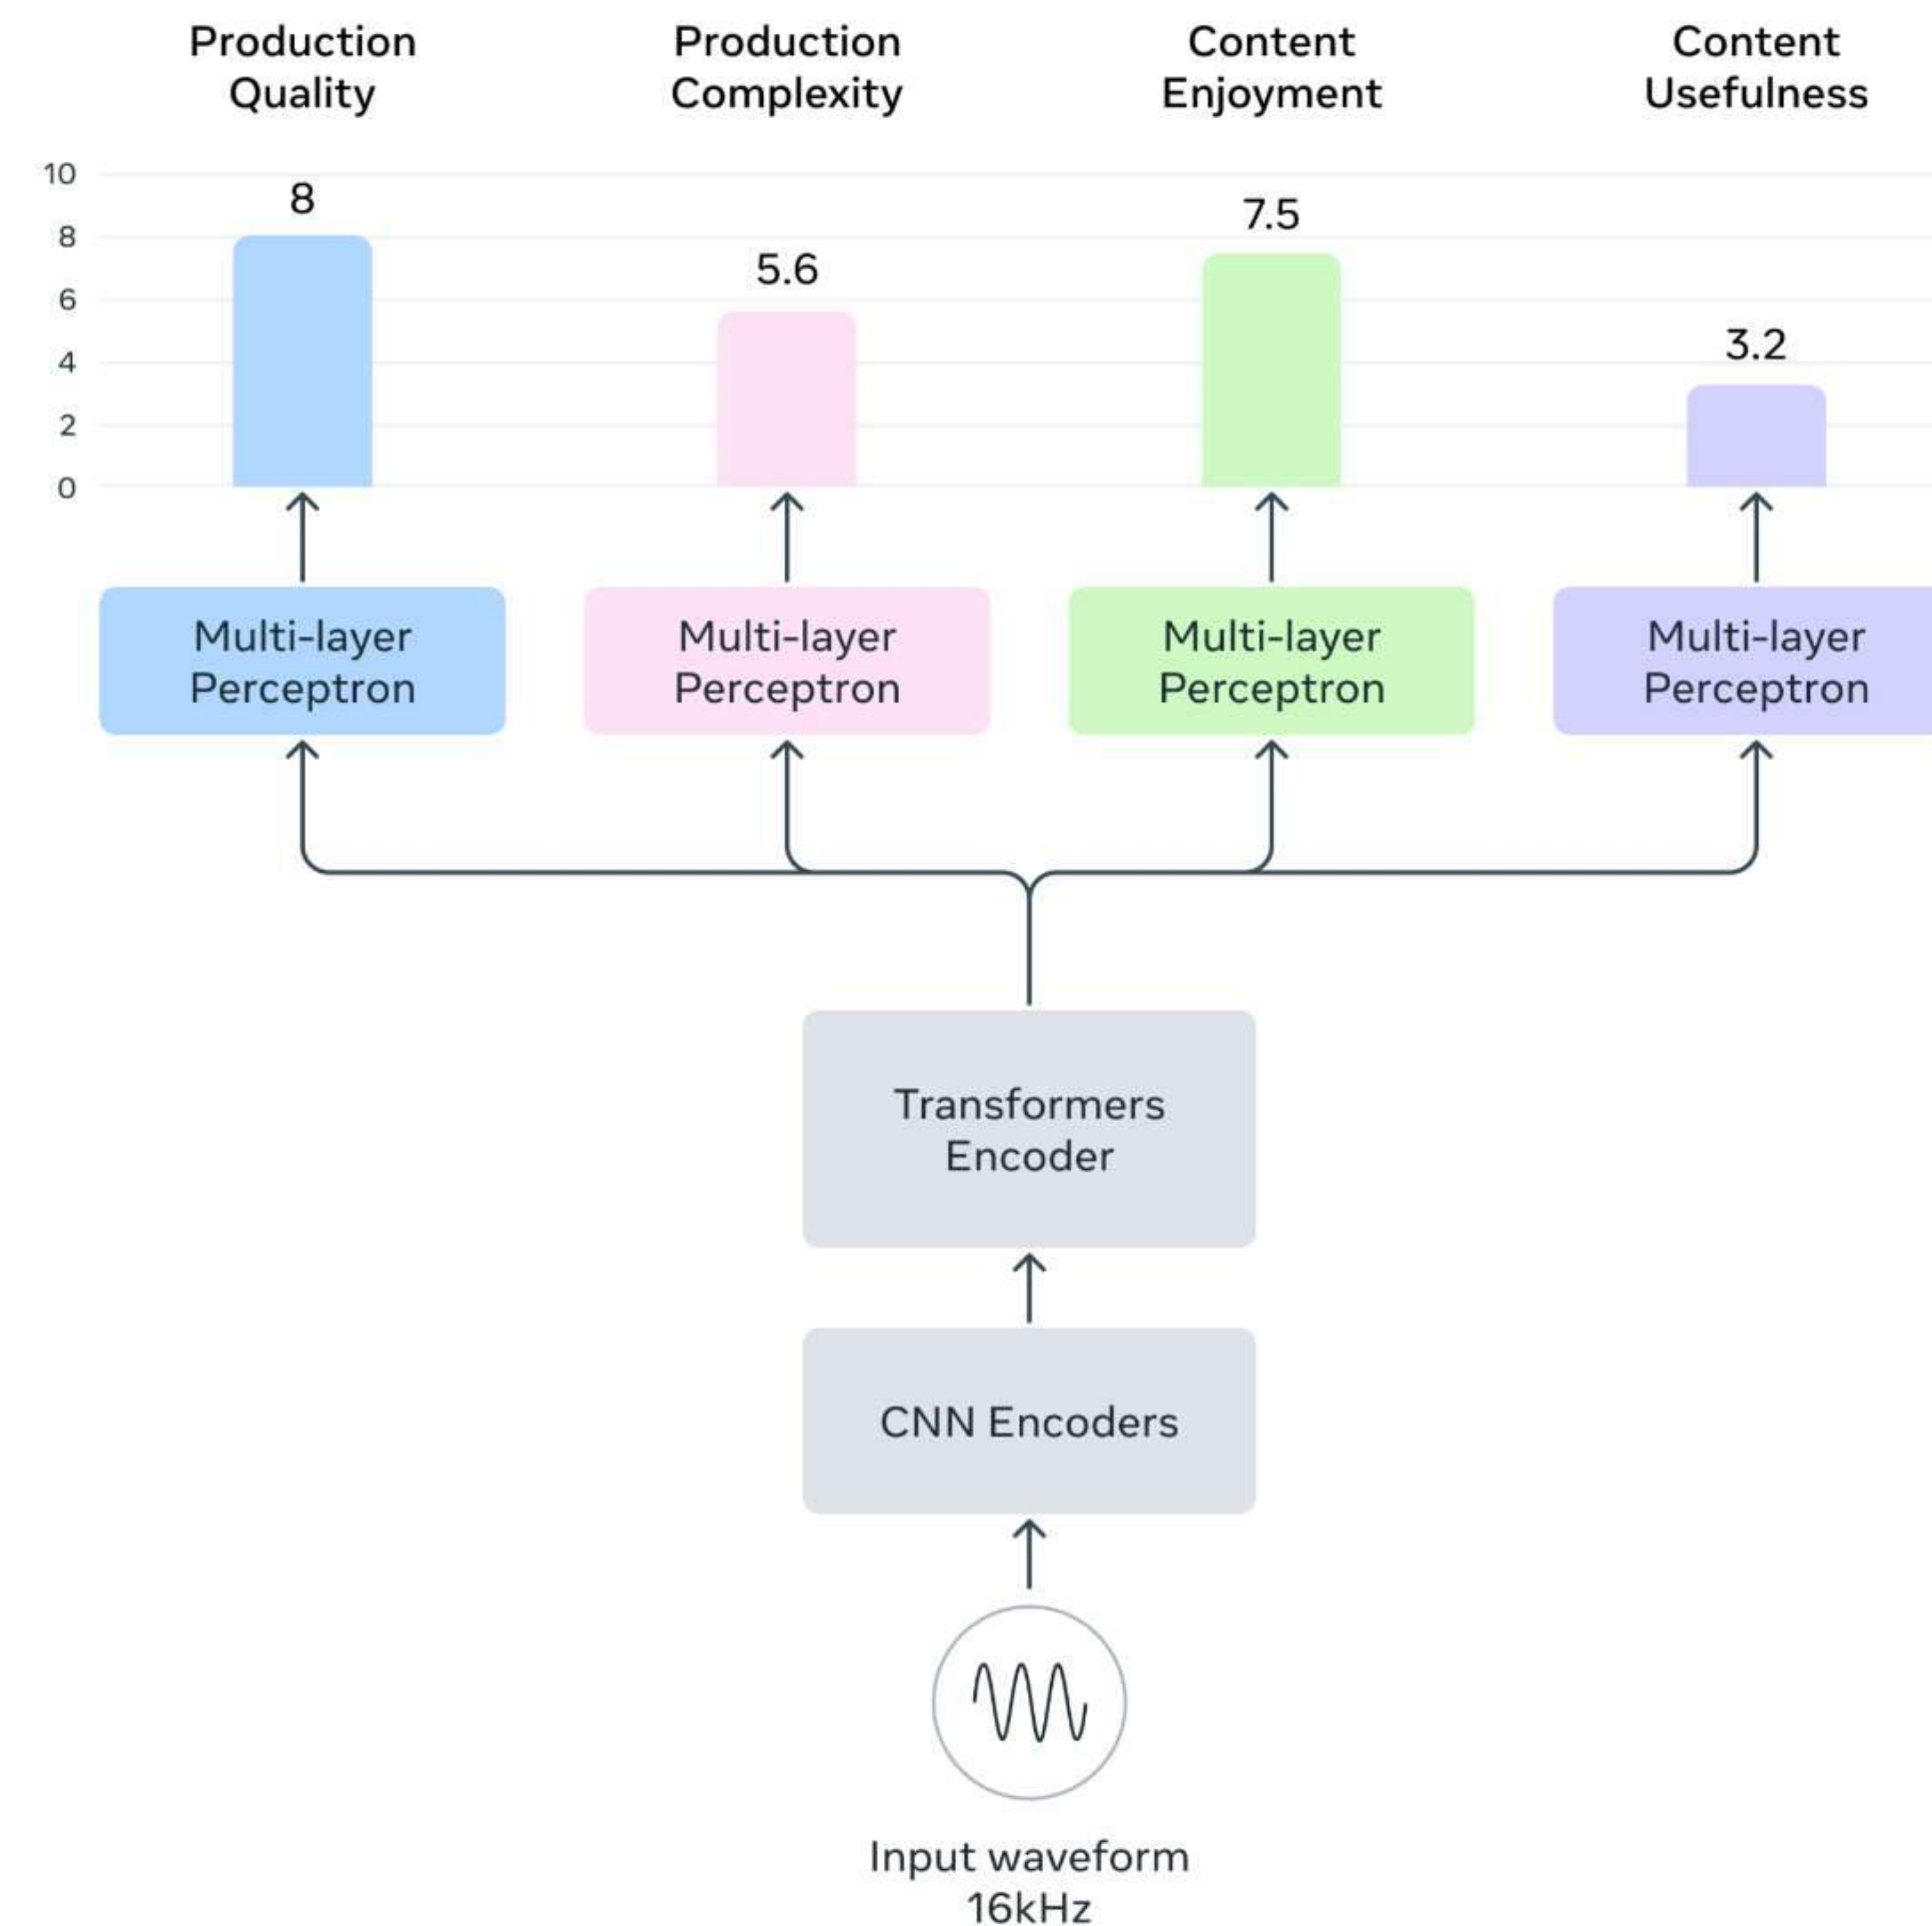 Production
Quality
Production
Complexity
Content
Enjoyment
Content
Usefulness
10
8
6
4
2
0
8
5.6
7.5
3.2
Multi-layer
Perceptron
Multi-layer
Perceptron
Multi-layer
Perceptron
Multi-layer
Perceptron
Transformers
Encoder
CNN Encoders
Input waveform
16kHz